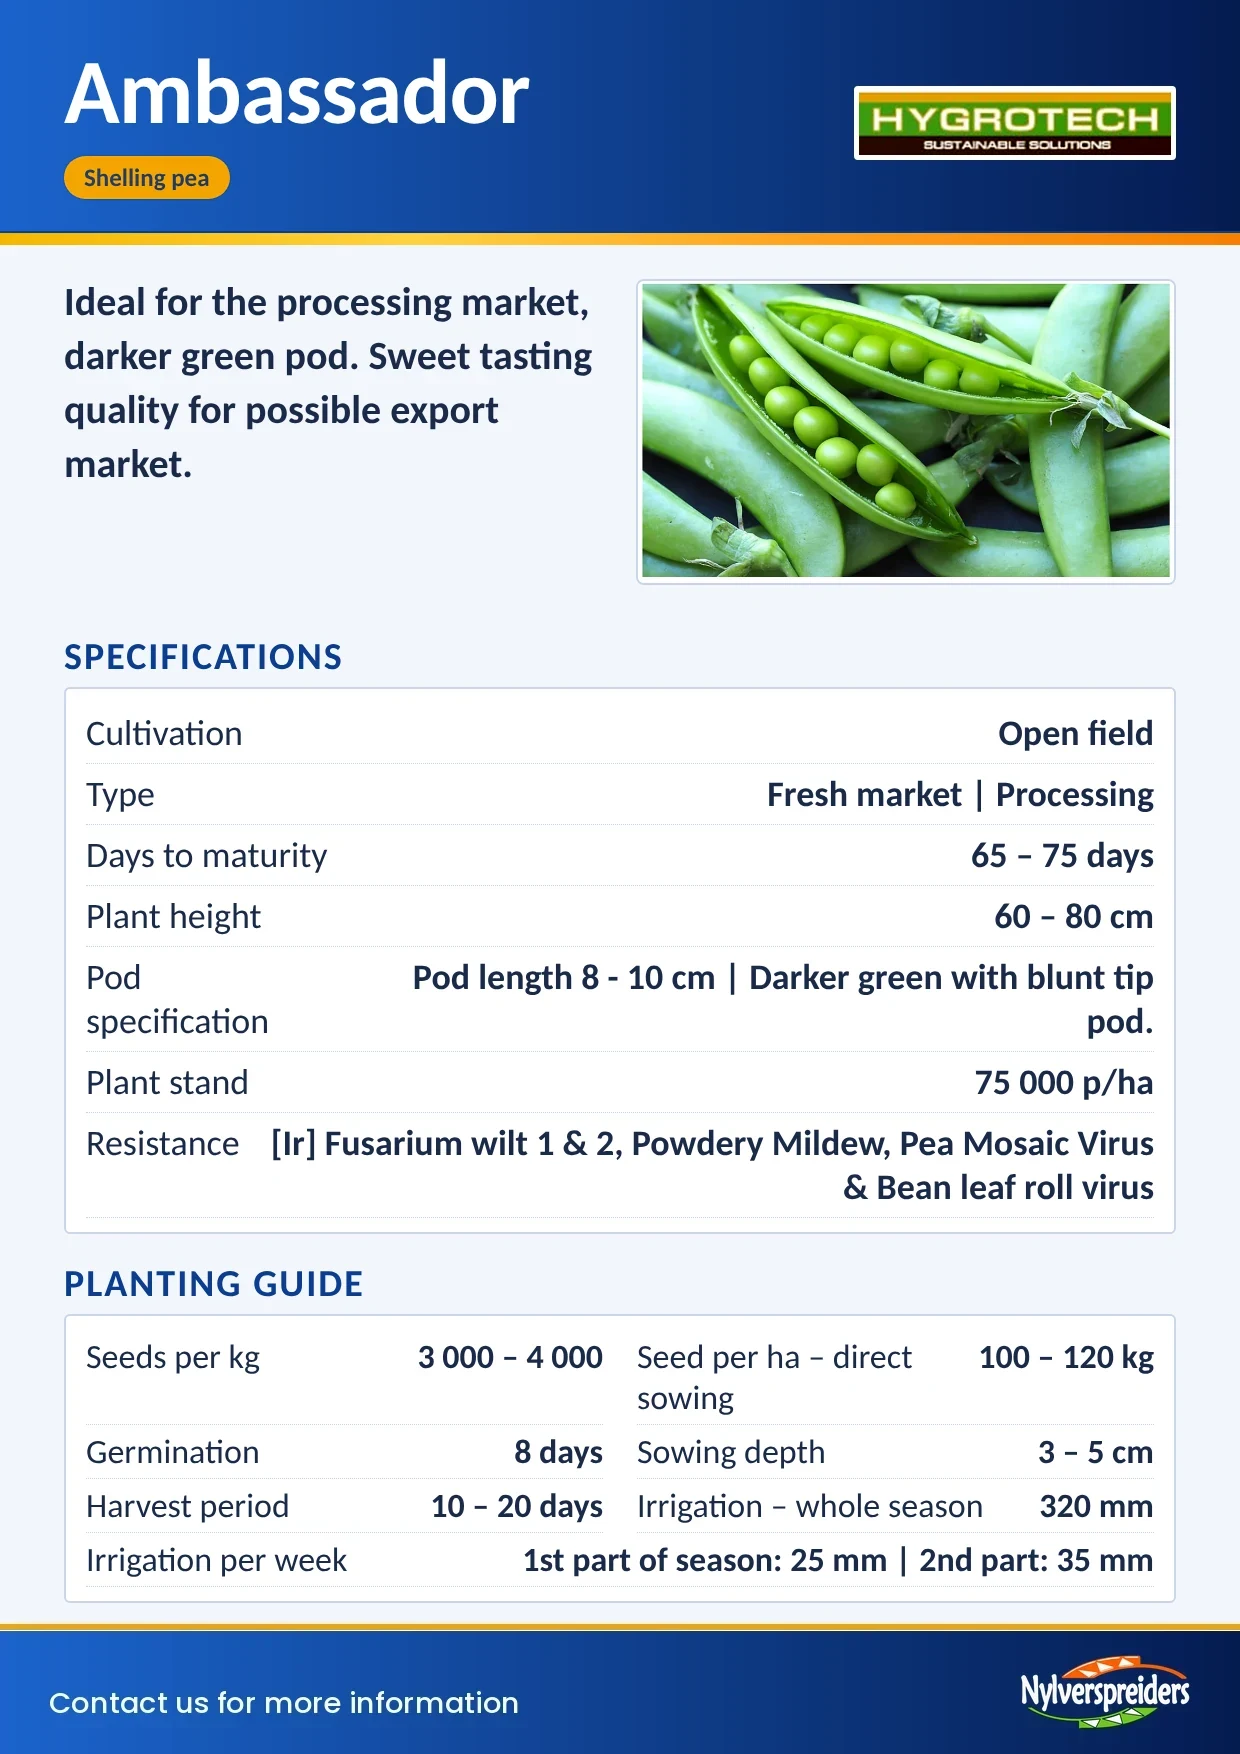 Ambassador
HYGROTECH
SUSTAINABLE SOLUTIONS
Shelling pea
Ideal for the processing market,
darker green pod. Sweet tasting
quality for possible export
market.
SPECIFICATIONS
Cultivation Open field
Type Fresh market | Processing
Days to maturity 65 – 75 days
Plant height 60 – 80 cm
Pod Pod length 8 - 10 cm | Darker green with blunt tip
specification pod.
Plant stand 75 000 p/ha
Resistance [Ir] Fusarium wilt 1 & 2, Powdery Mildew, Pea Mosaic Virus
& Bean leaf roll virus
PLANTING GUIDE
Seeds per kg 3 000 – 4 000 Seed per ha – direct 100 – 120 kg
sowing
Germination 8 days Sowing depth 3 – 5 cm
Harvest period 10 – 20 days Irrigation – whole season 320 mm
Irrigation per week 1st part of season: 25 mm | 2nd part: 35 mm
Contact us for more information
Nylverspreiders